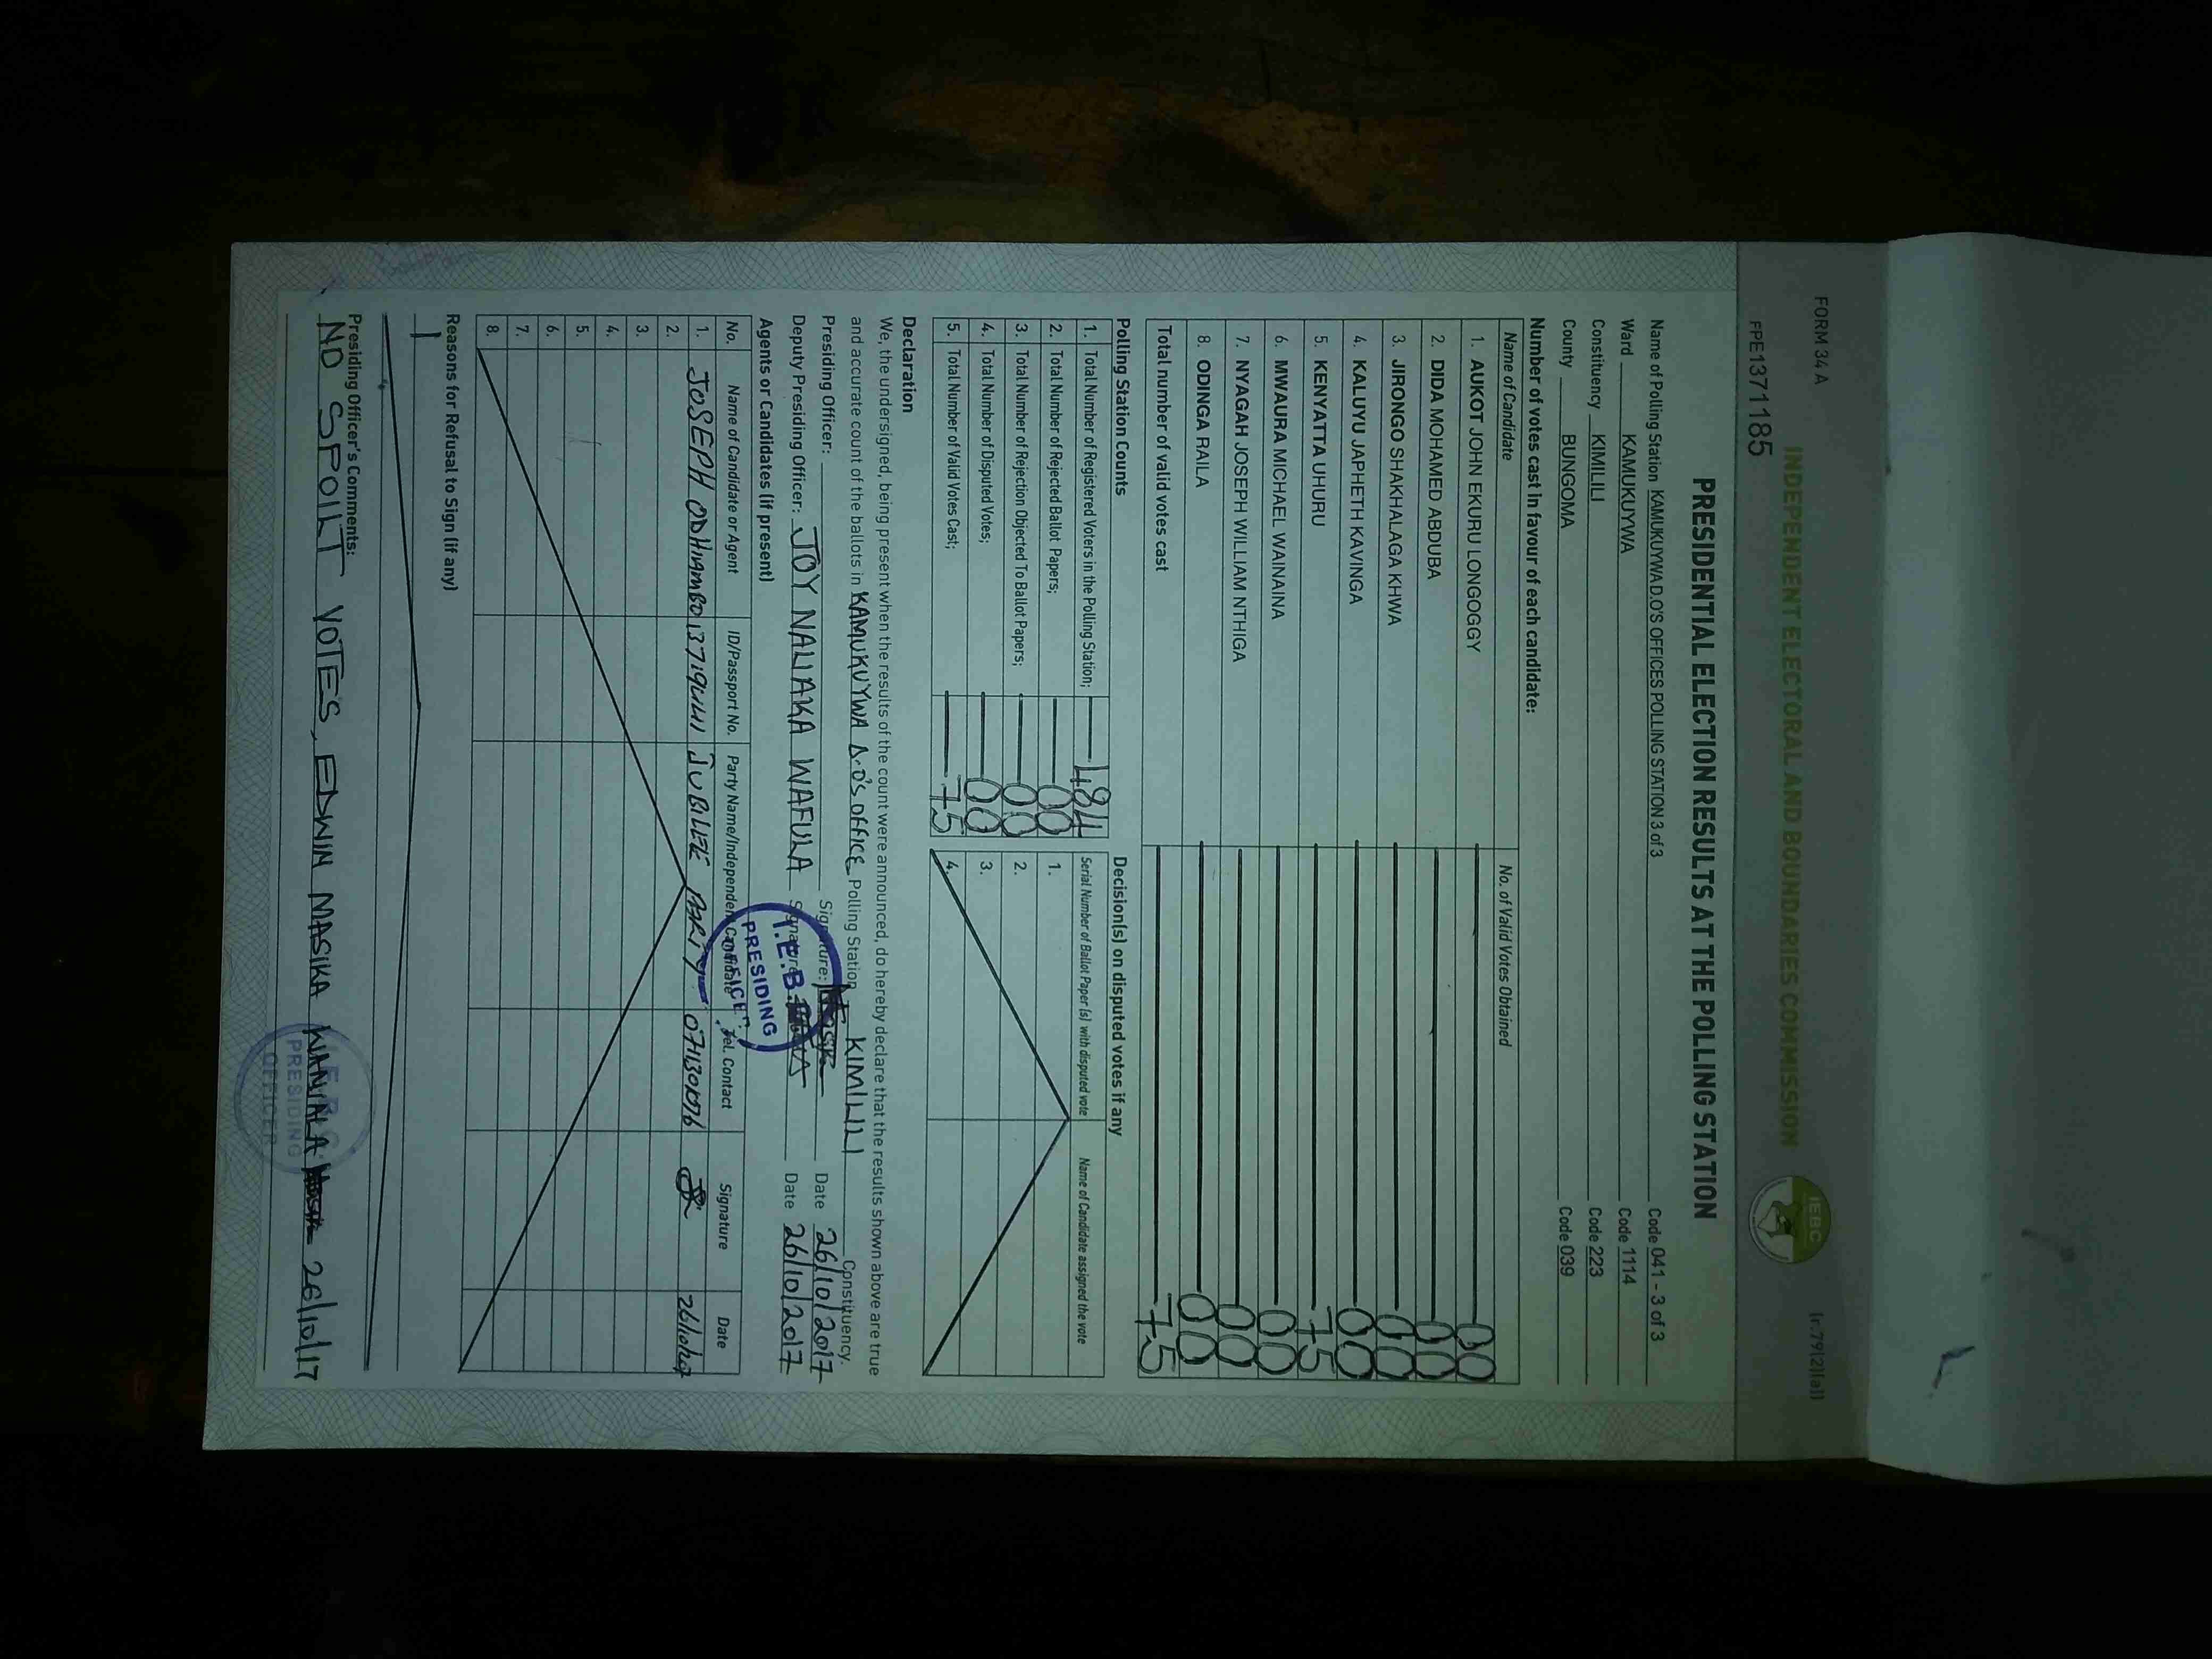 FORM 34 A
Ir.79(2)(a)
INDEPENDENT ELECTORAL AND BOUNDARIES COMMISSION
IEBC
PPE1371185
PRESIDENTIAL ELECTION RESULTS AT THE POLLING STATION
Name of Polling Station KAMUKUYWA D.O'S OFFICES POLLING STATION 3 of 3 Code 041 - 3 of 3
Ward KAMUKUYWA Code 1114
Constituency KIMILILI Code 223
County BUNGOMA Code 039
Number of votes cast in favour of each candidate:
Name of Candidate No. of Valid Votes Obtained
1. AUKOT JOHN EKURU LONGOGGY 00
2. DIDA MOHAMED ABDUBA 00
3. JIRONGO SHAKHALAGA KHWA 00
4. KALUYU JAPHETH KAVINGA 00
5. KENYATTA UHURU 75
6. MWAURA MICHAEL WAINAINA 00
7. NYAGAH JOSEPH WILLIAM NTHIGA 00
8. ODINGA RAILA 00
Total number of valid votes cast 75
Polling Station Counts
1. Total Number of Registered Voters in the Polling Station; 484
2. Total Number of Rejected Ballot Papers; 00
3. Total Number of Rejection Objected To Ballot Papers; 00
4. Total Number of Disputed Votes; 00
5. Total Number of Valid Votes Cast; 75
Decision(s) on disputed votes if any
Serial Number of Ballot Paper (s) with disputed vote Name of Candidate assigned the vote
1.
2.
3.
4.
Declaration
We, the undersigned, being present when the results of the count were announced, do hereby declare that the results shown above are true
and accurate count of the ballots in KAMUKUYWA D.O'S OFFICE Polling Station KIMILILI Constituency.
Presiding Officer: Signature: Date 26/10/2017
Deputy Presiding Officer: JOY NALIAKA WAFULA Signature: Date 26/10/2017
I.E.B.C
PRESIDING
OFFICER
Agents or Candidates (if present)
No. Name of Candidate or Agent ID/Passport No. Party Name/Independent Candidate Tel. Contact Signature Date
1. JOSEPH ODHIAMBO JUBILEE PARTY
2.
3.
4.
5.
6.
7.
8.
Reasons for Refusal to Sign (if any)
Presiding Officer's Comments:
NO SPOILT VOTES, EDWIN MASIKA WANJALA 26/10/17
PRESIDING
OFFICER